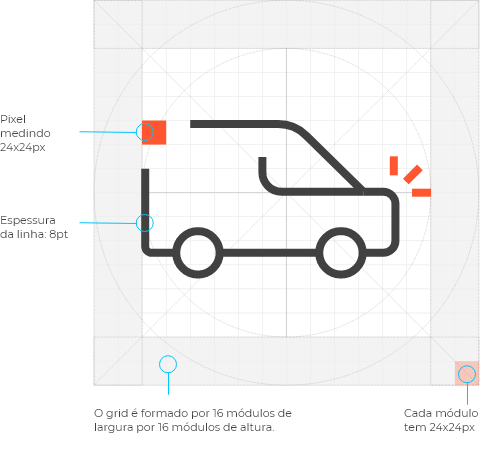 Pixel
medindo
24x24px
Espessura
da linha: 8pt
O grid é formado por 16 módulos de
largura por 16 módulos de altura.
Cada módulo
tem 24x24px